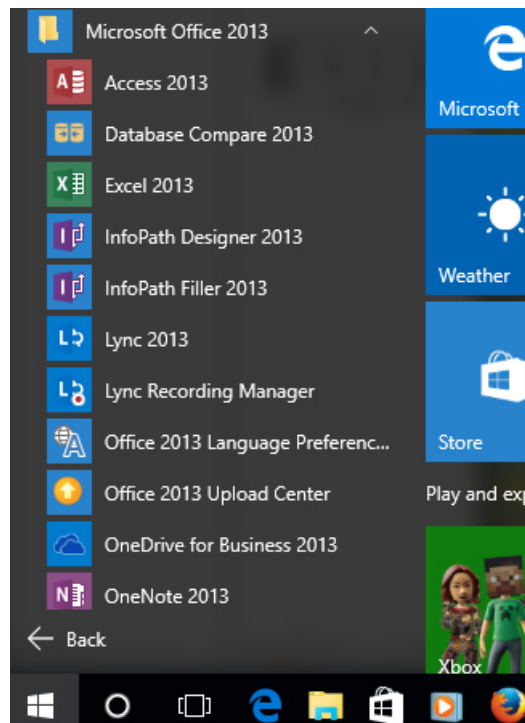 Microsoft Office 2013
Access 2013
Database Compare 2013
Excel 2013
InfoPath Designer 2013
InfoPath Filler 2013
Lync 2013
Lync Recording Manager
Office 2013 Language Preferenc...
Office 2013 Upload Center
OneDrive for Business 2013
OneNote 2013
Back
Microsoft
Weather
Store
Play and exp
Xbox